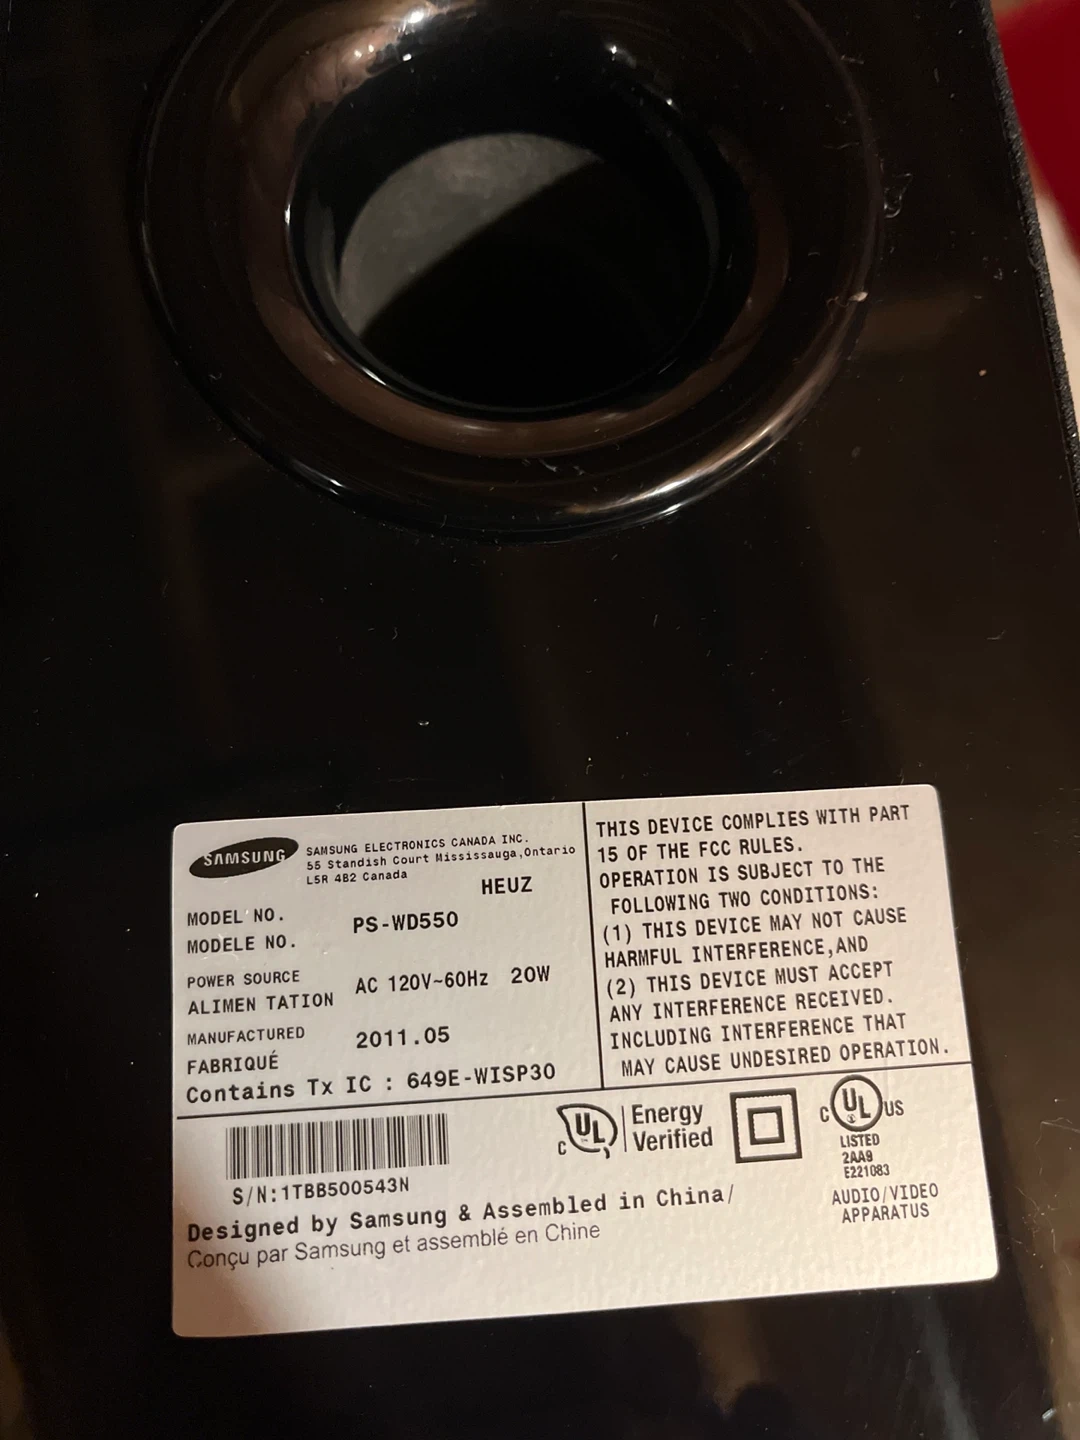 SAMSUNG
SAMSUNG ELECTRONICS CANADA INC.
55 Standish Court Mississauga,Ontario
L5R 4B2 Canada
HEUZ
MODEL NO.
MODELE NO.
PS-WD550
POWER SOURCE
ALIMEN TATION
AC 120V~60Hz 20W
MANUFACTURED
FABRIQUÉ
2011.05
Contains Tx IC : 649E-WISP30
THIS DEVICE COMPLIES WITH PART
15 OF THE FCC RULES.
OPERATION IS SUBJECT TO THE
FOLLOWING TWO CONDITIONS:
(1) THIS DEVICE MAY NOT CAUSE
HARMFUL INTERFERENCE,AND
(2) THIS DEVICE MUST ACCEPT
ANY INTERFERENCE RECEIVED.
INCLUDING INTERFERENCE THAT
MAY CAUSE UNDESIRED OPERATION.
S/N:1TBB500543N
C UL
Energy
Verified
C UL US
LISTED
2AA9
E221083
AUDIO/VIDEO
APPARATUS
Designed by Samsung & Assembled in China/
Conçu par Samsung et assemblé en Chine